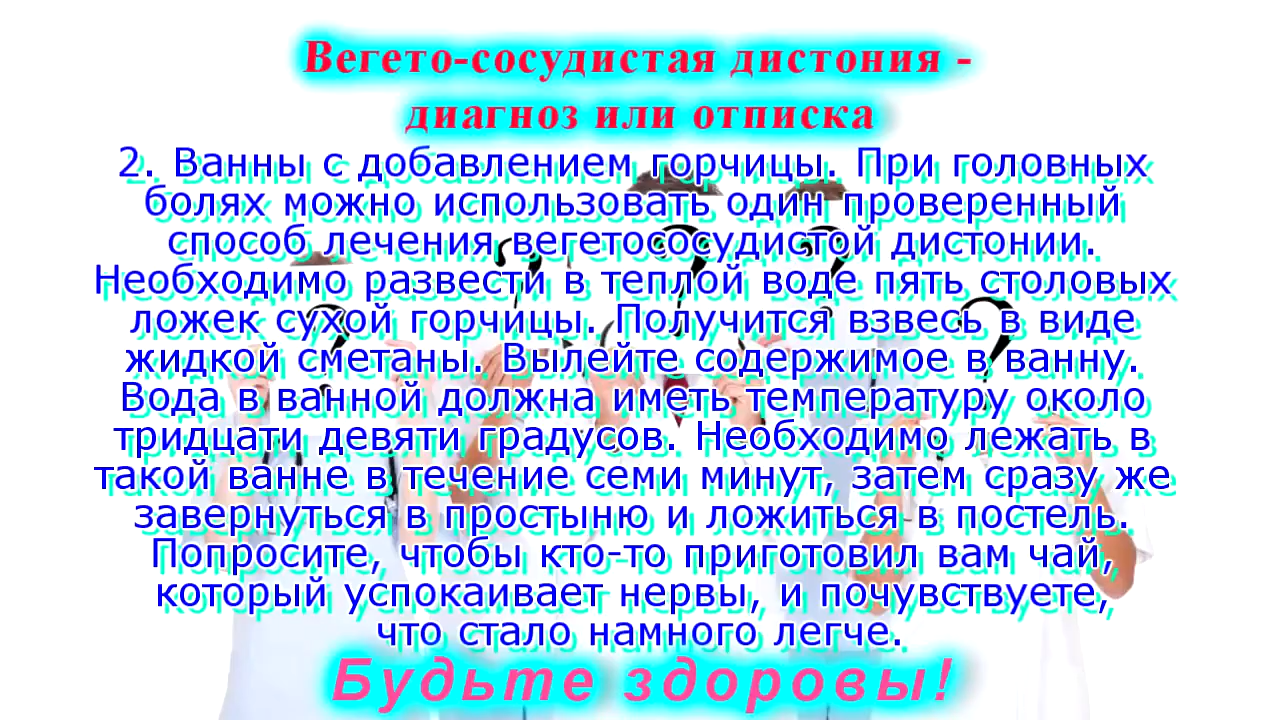 Вегето-сосудистая дистония -
диагноз или отписка
2. Ванны с добавлением горчицы. При головных
болях можно использовать один проверенный
способ лечения вегетососудистой дистонии.
Необходимо развести в теплой воде пять столовых
ложек сухой горчицы. Получится взвесь в виде
жидкой сметаны. Вылейте содержимое в ванну.
Вода в ванной должна иметь температуру около
тридцати девяти градусов. Необходимо лежать в
такой ванне в течение семи минут, затем сразу же
завернуться в простыню и ложиться в постель.
Попросите, чтобы кто-то приготовил вам чай,
который успокаивает нервы, и почувствуете,
что стало намного легче.
Будьте здоровы!